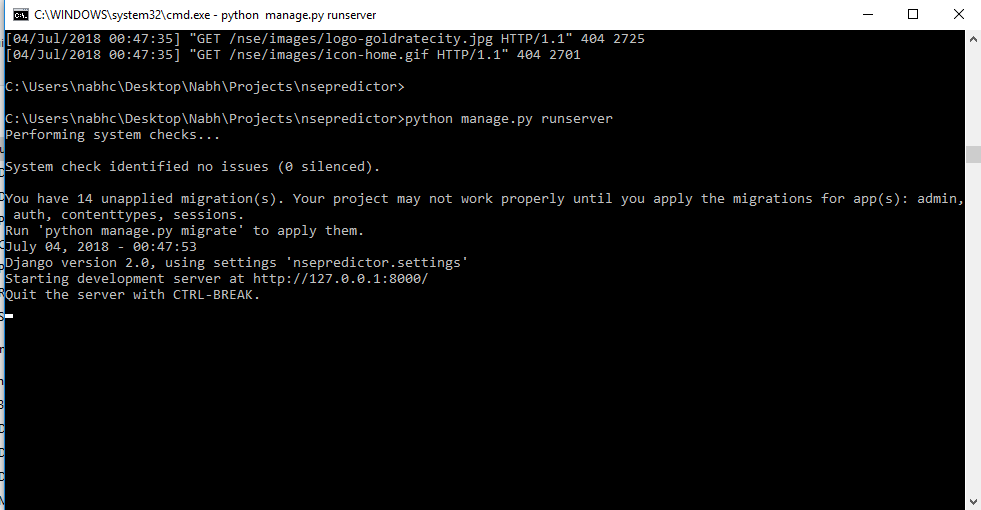 C:\WINDOWS\system32\cmd.exe - python  manage.py runserver
[04/Jul/2018 00:47:35] "GET /nse/images/logo-goldratecity.jpg HTTP/1.1" 404 2725
[04/Jul/2018 00:47:35] "GET /nse/images/icon-home.gif HTTP/1.1" 404 2701
C:\Users\nabhc\Desktop\Nabh\Projects\nsepredictor>
C:\Users\nabhc\Desktop\Nabh\Projects\nsepredictor>python manage.py runserver
Performing system checks...
System check identified no issues (0 silenced).
You have 14 unapplied migration(s). Your project may not work properly until you apply the migrations for app(s): admin,
 auth, contenttypes, sessions.
Run 'python manage.py migrate' to apply them.
July 04, 2018 - 00:47:53
Django version 2.0, using settings 'nsepredictor.settings'
Starting development server at http://127.0.0.1:8000/
Quit the server with CTRL-BREAK.